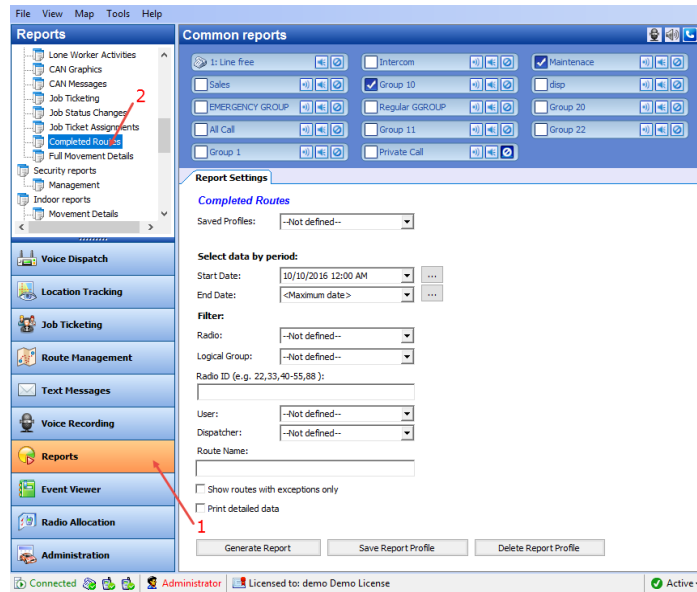 File View Map Tools Help
Reports
Lone Worker Activities
CAN Graphics
CAN Messages
Job Ticketing
2
Job Status Changes
Job Ticket Assignments
Completed Routes
Full Movement Details
Security reports
Management
Indoor reports
Movement Details
Voice Dispatch
Location Tracking
Job Ticketing
Route Management
Text Messages
Voice Recording
Reports
Event Viewer
Radio Allocation
Administration
Common reports
1: Line free Intercom Maintenace
Sales Group 10 disp
EMERGENCY GROUP Regular GGROUP Group 20
All Call Group 11 Group 22
Group 1 Private Call
Report Settings
Completed Routes
Saved Profiles: --Not defined--
Select data by period:
Start Date: 10/10/2016 12:00 AM ...
End Date: <Maximum date> ...
Filter:
Radio: --Not defined--
Logical Group: --Not defined--
Radio ID (e.g. 22,33,40-55,88 ):
User: --Not defined--
Dispatcher: --Not defined--
Route Name:
Show routes with exceptions only
Print detailed data
1
Generate Report Save Report Profile Delete Report Profile
Connected Administrator Licensed to: demo Demo License Active